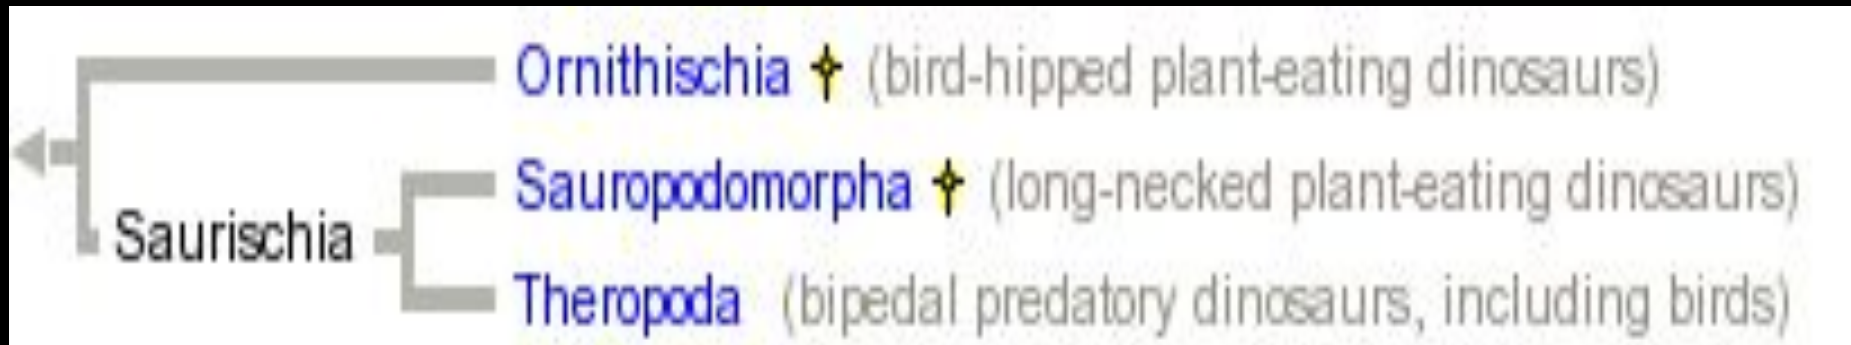 Ornithischia (bird-hipped plant-eating dinosaurs)
Sauropodomorpha (long-necked plant-eating dinosaurs)
Saurischia
Theropoda (bipedal predatory dinosaurs, including birds)